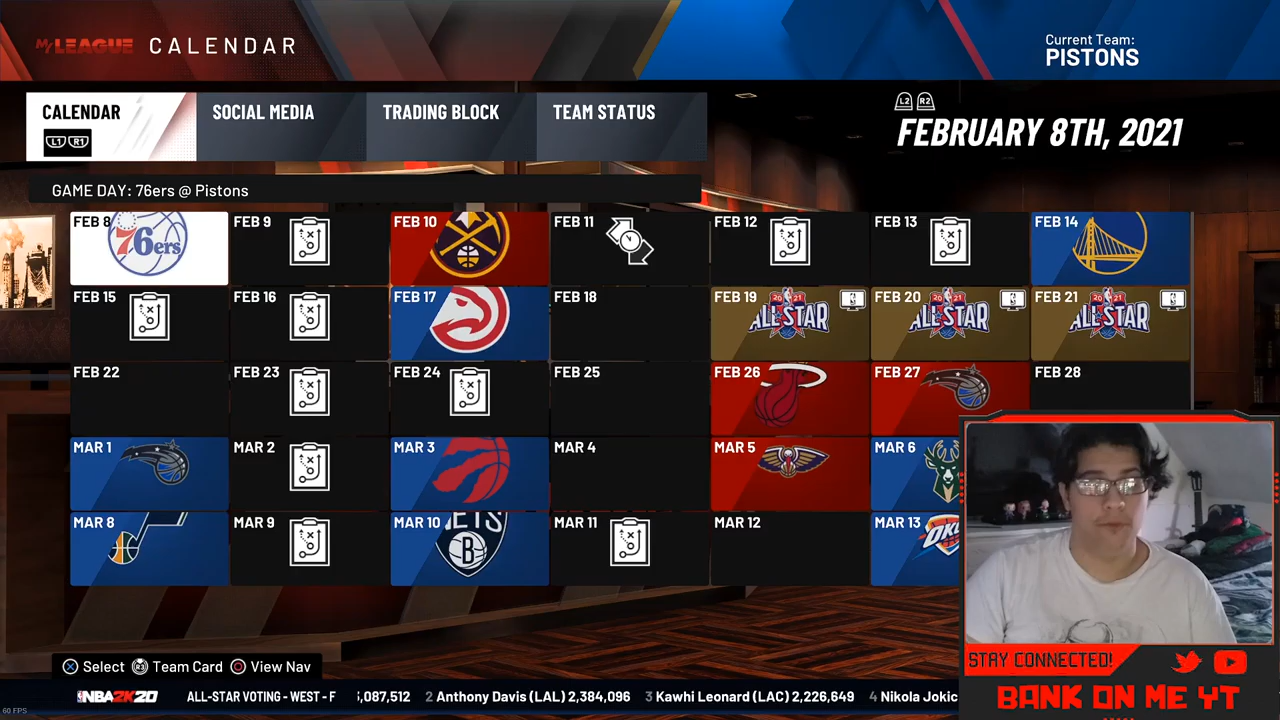 MyLEAGUE CALENDAR
Current Team:
PISTONS
CALENDAR
L1 R1
SOCIAL MEDIA
TRADING BLOCK
TEAM STATUS
L2 R2
FEBRUARY 8TH, 2021
GAME DAY: 76ers @ Pistons
FEB 8 76ers
FEB 9
FEB 10
FEB 11
FEB 12
FEB 13
FEB 14
FEB 15
FEB 16
FEB 17
FEB 18
FEB 19 2021 ALL-STAR
FEB 20 2021 ALL-STAR
FEB 21 2021 ALL-STAR
FEB 22
FEB 23
FEB 24
FEB 25
FEB 26
FEB 27
FEB 28
MAR 1
MAR 2
MAR 3
MAR 4
MAR 5
MAR 6
MAR 8
MAR 9
MAR 10 ETS B
MAR 11
MAR 12
MAR 13 OKC
STAY CONNECTED!
BANK ON ME YT
Select R3 Team Card View Nav
NBA2K20 ALL-STAR VOTING - WEST - F ,087,512 2 Anthony Davis (LAL) 2,384,096 3 Kawhi Leonard (LAC) 2,226,649 4 Nikola Jokic
60 FPS